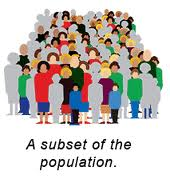 A subset of the
population.